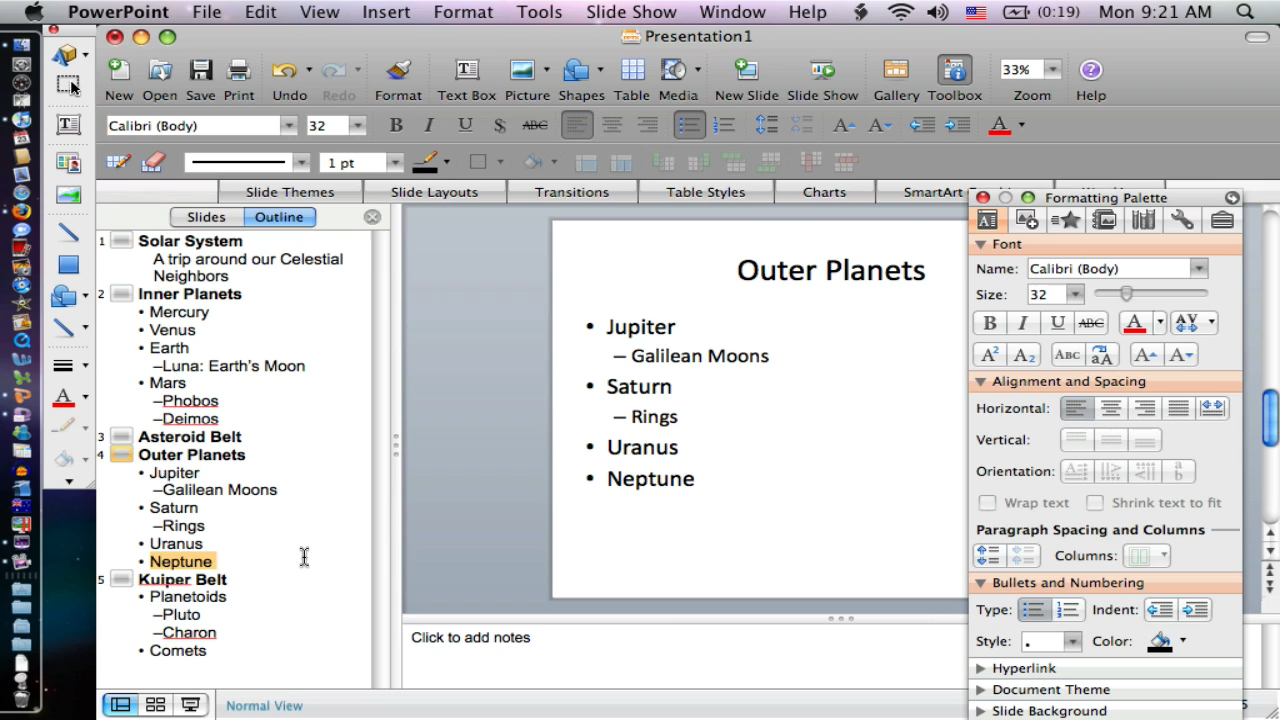 PowerPoint File Edit View Insert Format Tools Slide Show Window Help (0:19) Mon 9:21 AM
Presentation1
New Open Save Print Undo Redo Format Text Box Picture Shapes Table Media New Slide Slide Show Gallery Toolbox 33% Zoom Help
Calibri (Body) 32 B I U S ABC A A A
1 pt
Slide Themes Slide Layouts Transitions Table Styles Charts SmartArt
Slides Outline
1 Solar System
A trip around our Celestial
Neighbors
2 Inner Planets
• Mercury
• Venus
• Earth
–Luna: Earth's Moon
• Mars
–Phobos
–Deimos
3 Asteroid Belt
4 Outer Planets
• Jupiter
–Galilean Moons
• Saturn
–Rings
• Uranus
• Neptune
5 Kuiper Belt
• Planetoids
–Pluto
–Charon
• Comets
Outer Planets
• Jupiter
– Galilean Moons
• Saturn
– Rings
• Uranus
• Neptune
Click to add notes
Normal View
Formatting Palette
Font
Name: Calibri (Body)
Size: 32
B I U ABC A AV
A² A₂ ABC aA A A
Alignment and Spacing
Horizontal:
Vertical:
Orientation:
Wrap text Shrink text to fit
Paragraph Spacing and Columns
Columns:
Bullets and Numbering
Type: Indent:
Style: Color:
Hyperlink
Document Theme
Slide Background